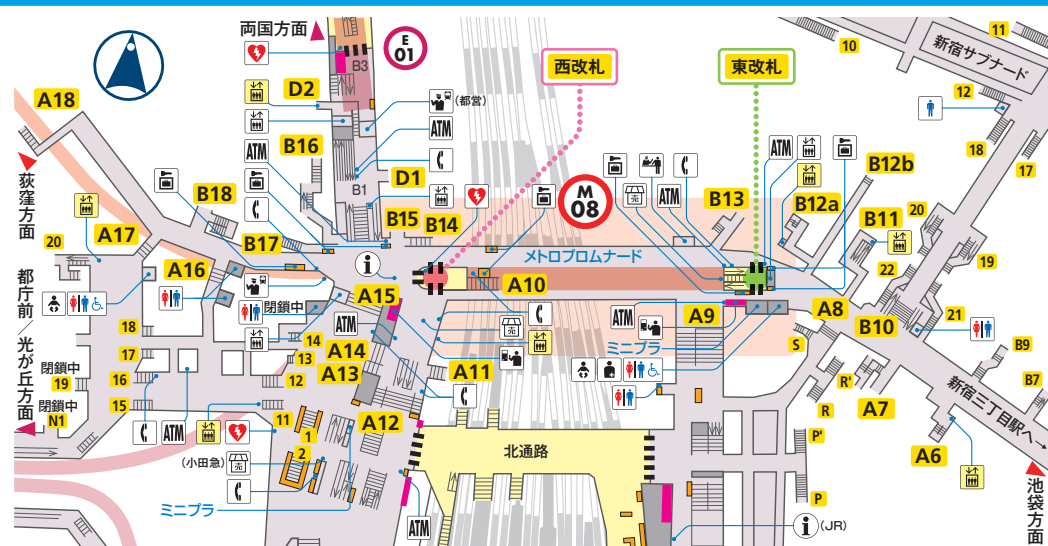 両国方面
E
01
B3
西改札
東改札
10
11
新宿サブナード
12
18
17
A18
D2
(都営)
ATM
B16
ATM
B1
D1
荻窪方面
B18
B15
B14
M
08
売
ATM
B13
ATM
B12b
B12a
B11
20
19
22
20
A17
B17
i
メトロプロムナード
A16
A10
閉鎖中
A15
ATM
売
ATM
A9
A8
B10
21
都庁前/光が丘方面
18
14
A14
13
A13
ミニプラ
S
B9
17
閉鎖中
16
12
A11
R'
R
A7
B7
19
閉鎖中
15
N1
11
1
2
A12
北通路
新宿三丁目駅へ→
ATM
P'
A6
(小田急)
売
ミニプラ
ATM
P
i
(JR)
池袋方面